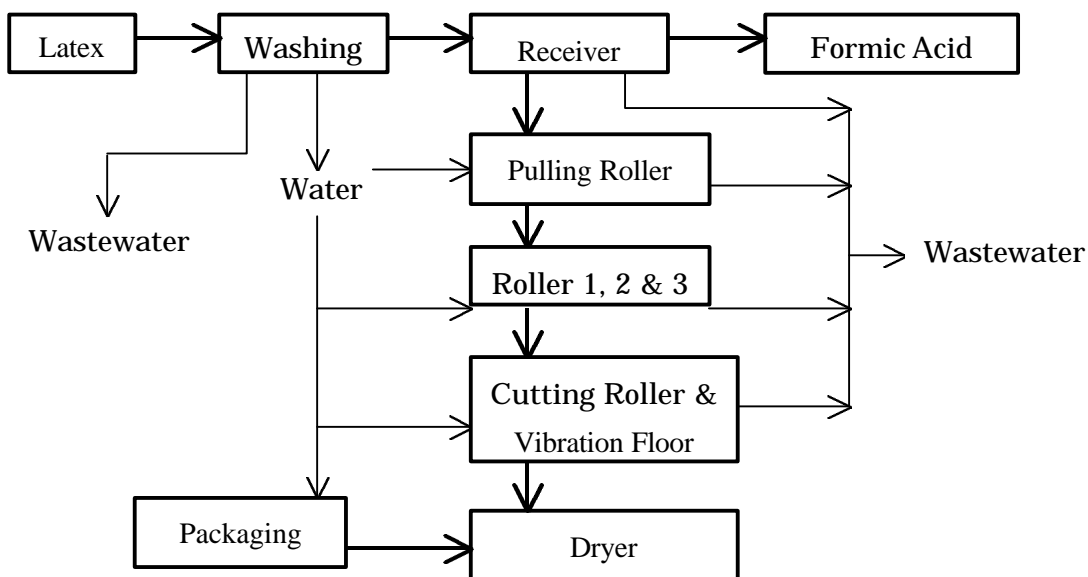 Latex
Washing
Receiver
Formic Acid
Pulling Roller
Water
Wastewater
Wastewater
Roller 1, 2 & 3
Cutting Roller &
Vibration Floor
Packaging
Dryer